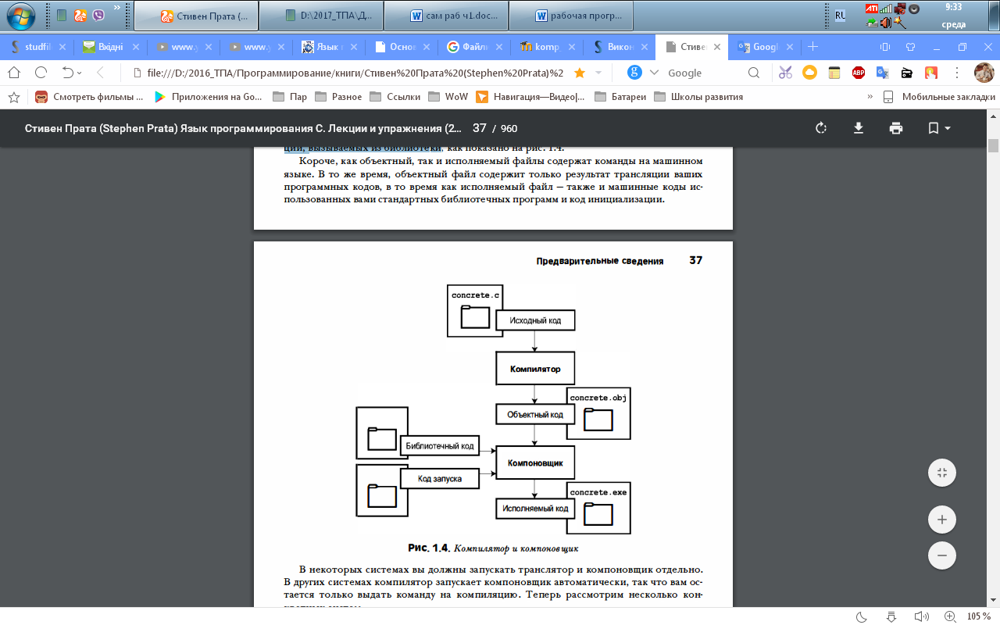 Стивен Прата (...
D:\2017_ТПА\Д...
сам раб ч1.doc...
рабочая прогр...
RU
ATI
9:33
среда
studfil
Вхідні
www.y
www.y
Язык
Основ
Файл
комр
Викон
Стивен
Googl
file:///D:/2016_ТПА/Программирование/книги/Стивен%20Прата%20(Stephen%20Prata)%2
g
Google
ABP
Смотреть фильмы ...
Приложения на Go...
Пар
Разное
Ссылки
WoW
Навигация—Видео|...
Батареи
Школы развития
»
Мобильные закладки
Стивен Прата (Stephen Prata) Язык программирования C. Лекции и упражнения (2...
37 / 960
ций, вызываемых из библиотеки, как показано на рис. 1.4.
Короче, как объектный, так и исполняемый файлы содержат команды на машинном
языке. В то же время, объектный файл содержит только результат трансляции ваших
программных кодов, в то время как исполняемый файл — также и машинные коды ис-
пользованных вами стандартных библиотечных программ и код инициализации.
Предварительные сведения 37
concrete.c
Исходный код
Компилятор
concrete.obj
Объектный код
Библиотечный код
Компоновщик
Код запуска
concrete.exe
Исполняемый код
Рис. 1.4. Компилятор и компоновщик
В некоторых системах вы должны запускать транслятор и компоновщик отдельно.
В других системах компилятор запускает компоновщик автоматически, так что вам ос-
тается только выдать команду на компиляцию. Теперь рассмотрим несколько кон-
105 %